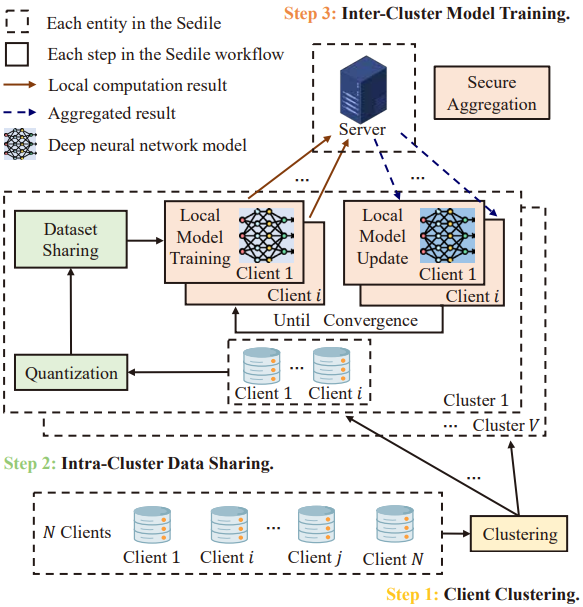 Step 3: Inter-Cluster Model Training.
Each entity in the Sedile
Each step in the Sedile workflow
Local computation result
Aggregated result
Deep neural network model
Server
Secure
Aggregation
...
...
Dataset
Sharing
Local
Model
Training
Client 1
Client i
Local
Model
Update
Client 1
Client i
Until Convergence
Quantization
...
Client 1
Client i
Cluster 1
... Cluster V
Step 2: Intra-Cluster Data Sharing.
...
N Clients
...
Client 1
Client i
Client j
Client N
Clustering
Step 1: Client Clustering.